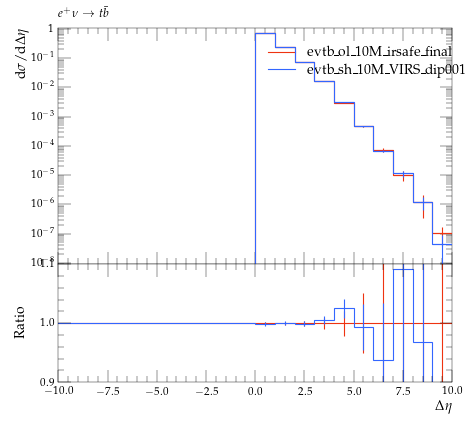 e⁺ν → tb̄
dσ/dΔη
1
10⁻¹
10⁻²
10⁻³
10⁻⁴
10⁻⁵
10⁻⁶
10⁻⁷
10⁻⁸
evtb_ol_10M_irsafe_final
evtb_sh_10M_VIRS_dip001
1.1
1.0
0.9
Ratio
−10.0 −7.5 −5.0 −2.5 0.0 2.5 5.0 7.5 10.0
Δη